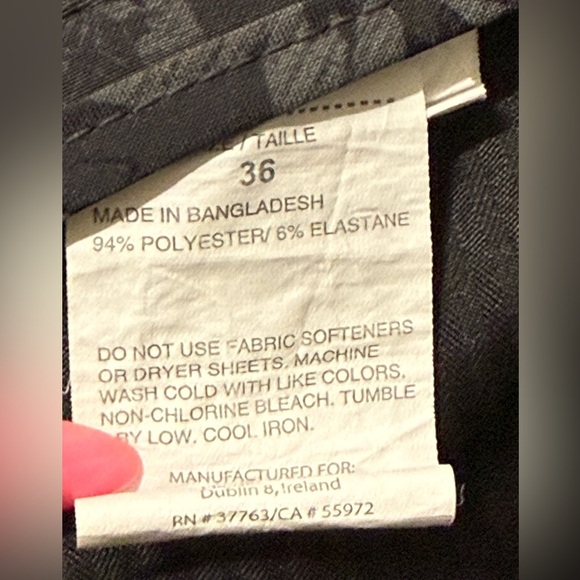 /TAILLE
36
MADE IN BANGLADESH
94% POLYESTER/ 6% ELASTANE
DO NOT USE FABRIC SOFTENERS
OR DRYER SHEETS. MACHINE
WASH COLD WITH LIKE COLORS.
NON-CHLORINE BLEACH. TUMBLE
RY LOW. COOL IRON.
MANUFACTURED FOR:
Dublin 8, Ireland
RN # 37763/CA # 55972